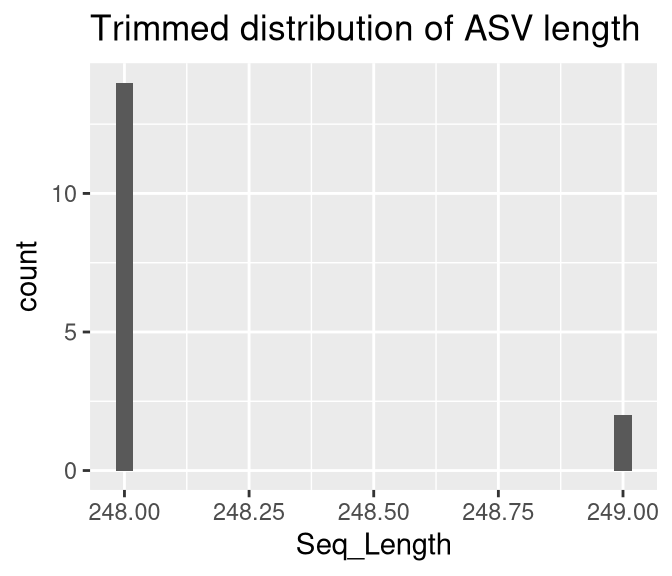 Trimmed distribution of ASV length
10
5
0
count
248.00 248.25 248.50 248.75 249.00
Seq_Length